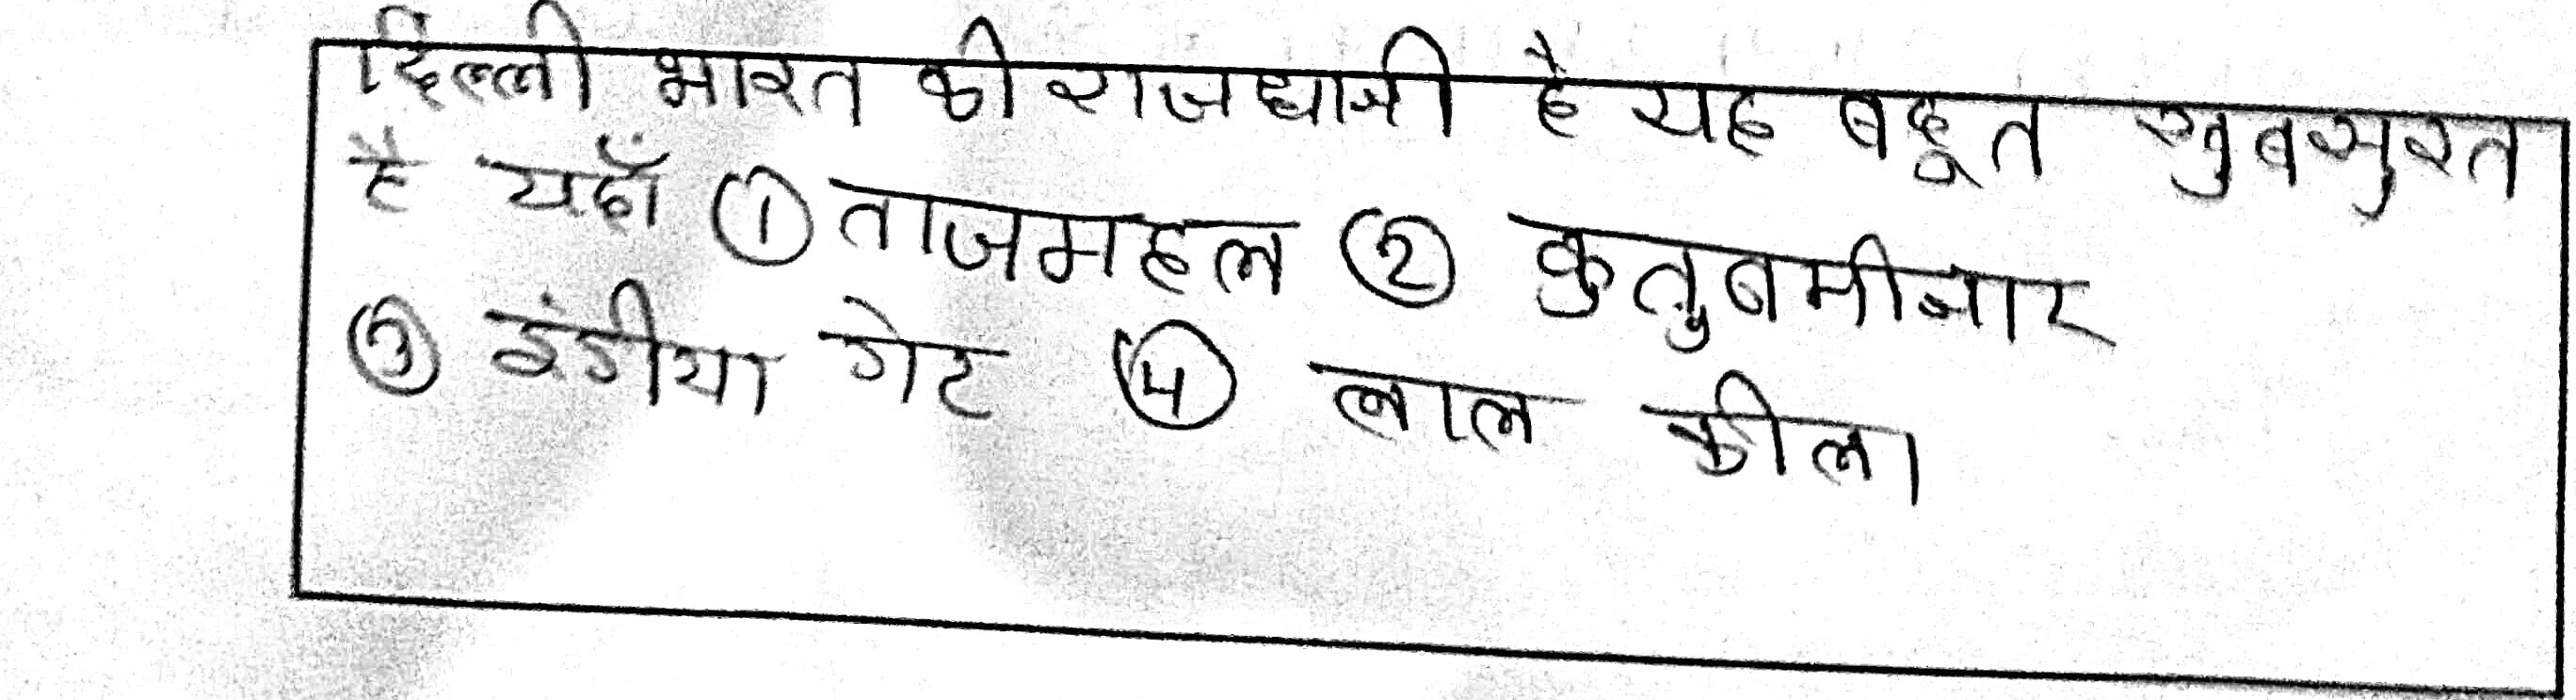 दिल्ली भारत की राजधानी है यह बहूत खुबसुरत
है यहाँ ① ताजमहल ② कुतुबमीनार
③ इंडीया गेट ④ लाल कीला